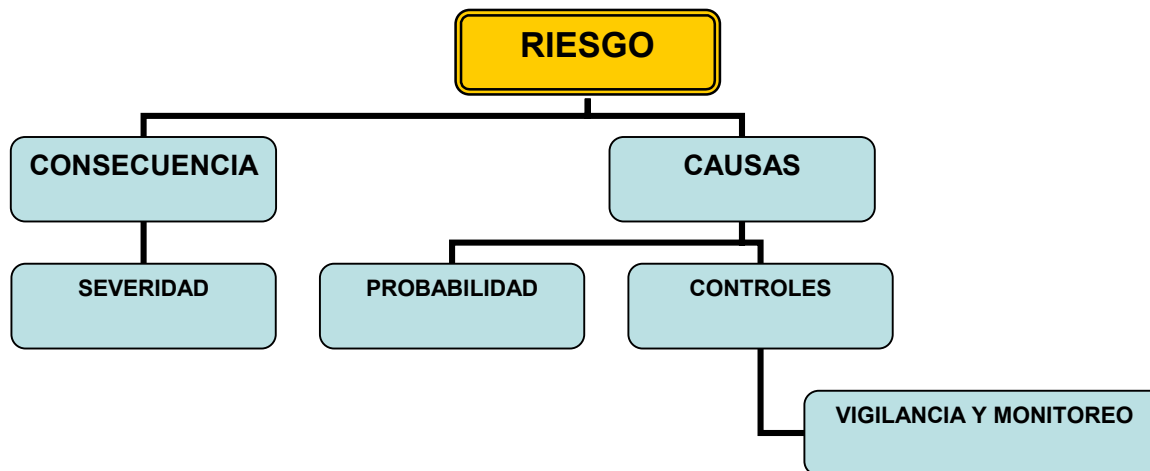 RIESGO
CONSECUENCIA
CAUSAS
SEVERIDAD
PROBABILIDAD
CONTROLES
VIGILANCIA Y MONITOREO